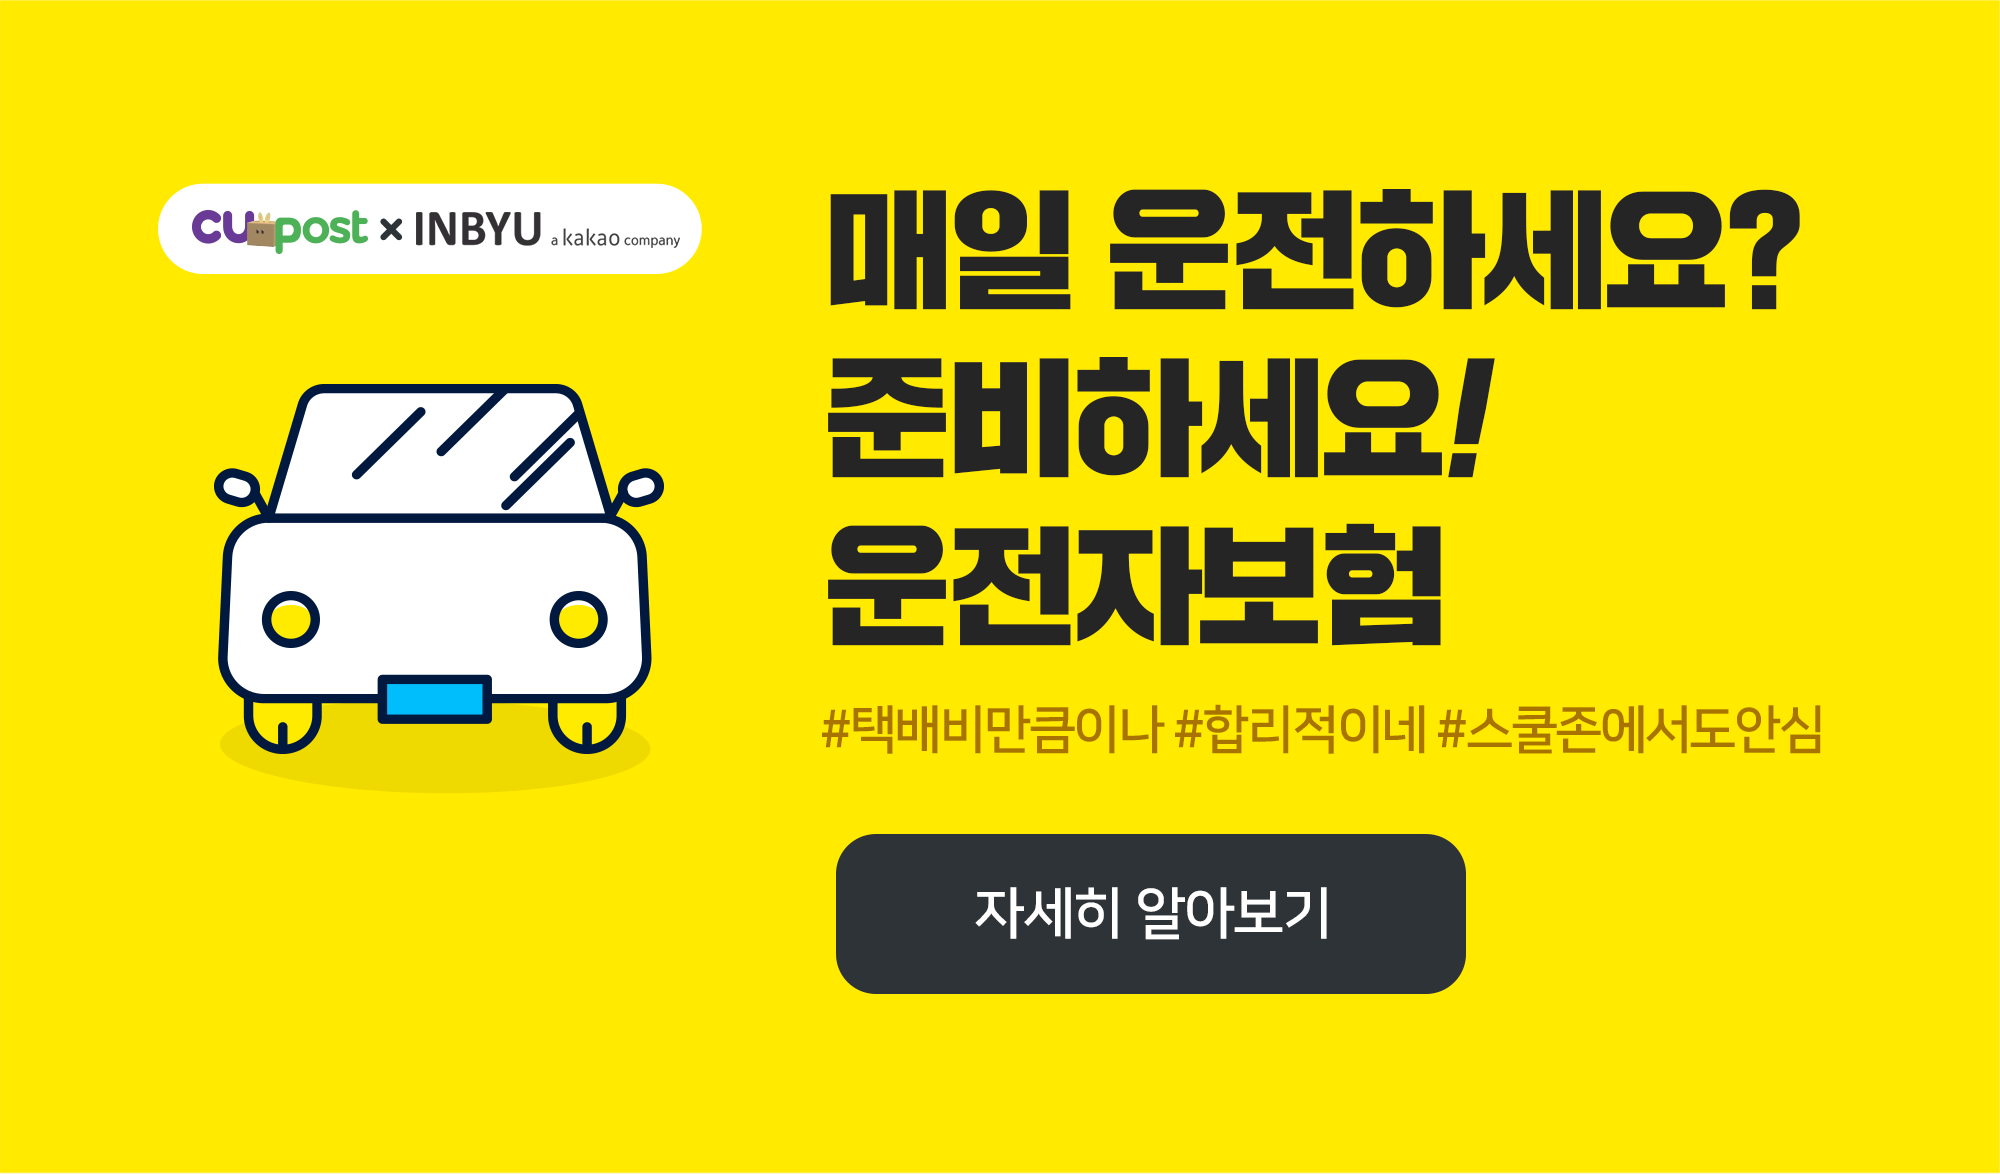 CUpost × INBYU a kakao company
매일 운전하세요?
준비하세요!
운전자보험
#택배비만큼이나 #합리적이네 #스쿨존에서도안심
자세히 알아보기